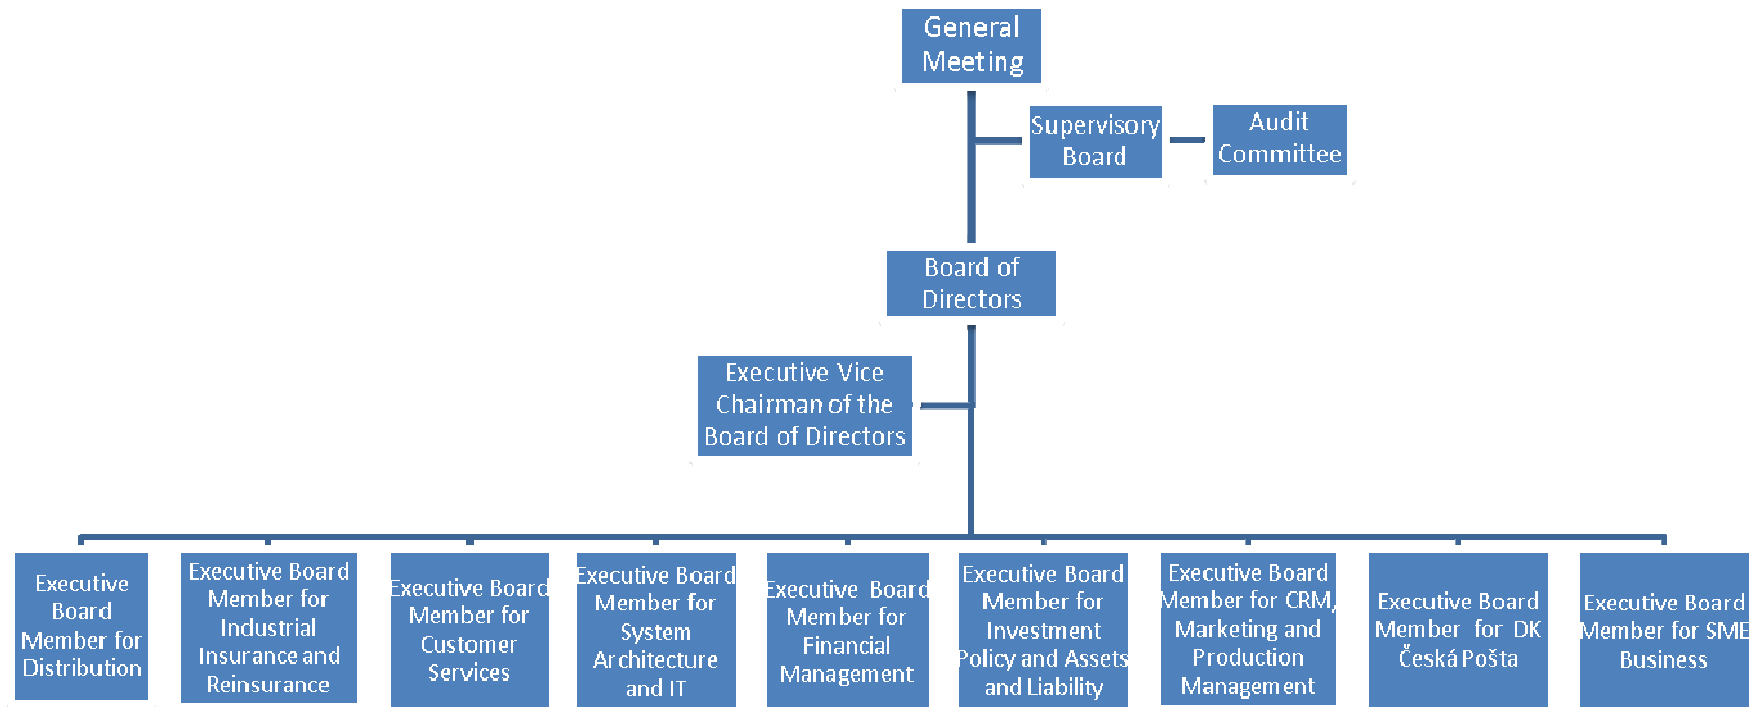 General
Meeting
Supervisory
Board
Audit
Committee
Board of
Directors
Executive Vice
Chairman of the
Board of Directors
Executive
Board
Member for
Distribution
Executive Board
Member for
Industrial
Insurance and
Reinsurance
Executive Board
Member for
Customer
Services
Executive Board
Member for
System
Architecture
and IT
Executive Board
Member for
Financial
Management
Executive Board
Member for
Investment
Policy and Assets
and Liability
Executive Board
Member for CRM,
Marketing and
Production
Management
Executive Board
Member for DK
Česká Pošta
Executive Board
Member for SME
Business